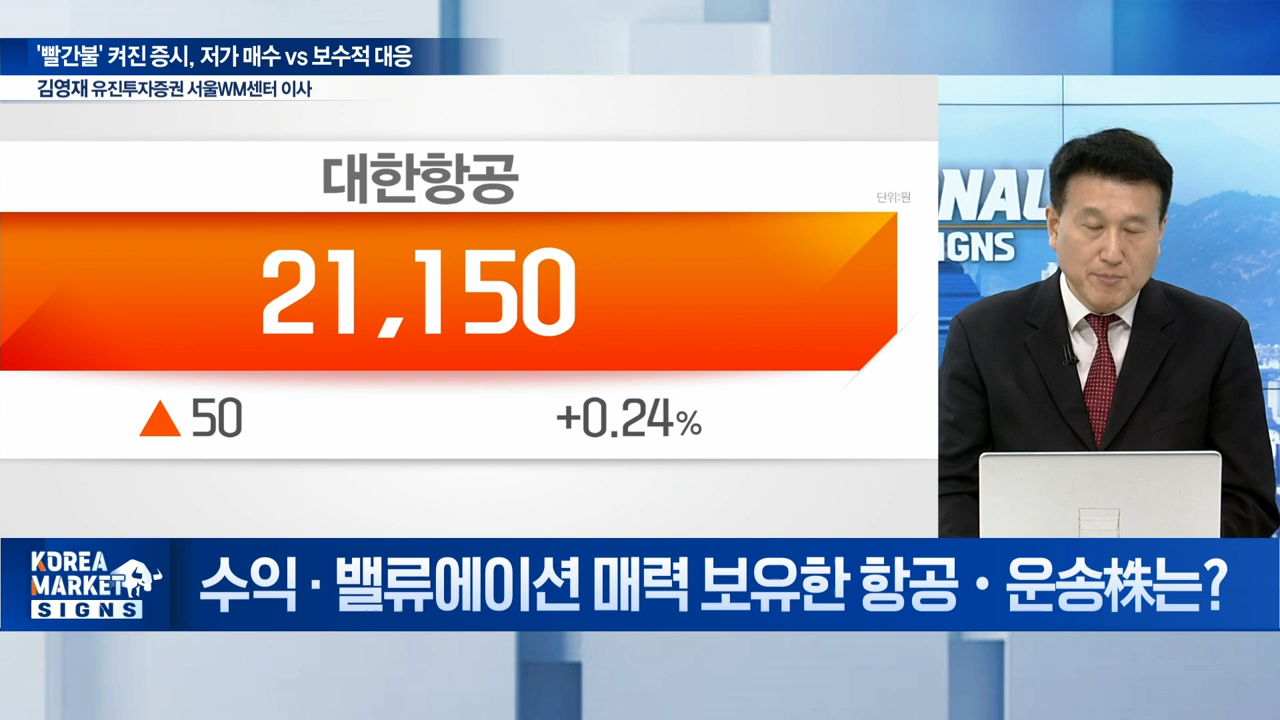 '빨간불' 켜진 증시, 저가 매수 vs 보수적 대응
김영재 유진투자증권 서울WM센터 이사
대한항공
단위:원
21,150
▲ 50
+0.24%
NAL
IGNS
KOREA
MARKET
SIGNS
수익·밸류에이션 매력 보유한 항공·운송株는?